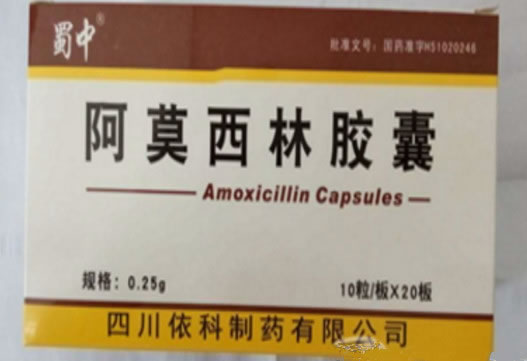 蜀中®
批准文号：国药准字H51020246
阿莫西林胶囊
Amoxicillin Capsules
规格：0.25g
10粒/板X20板
四川依科制药有限公司